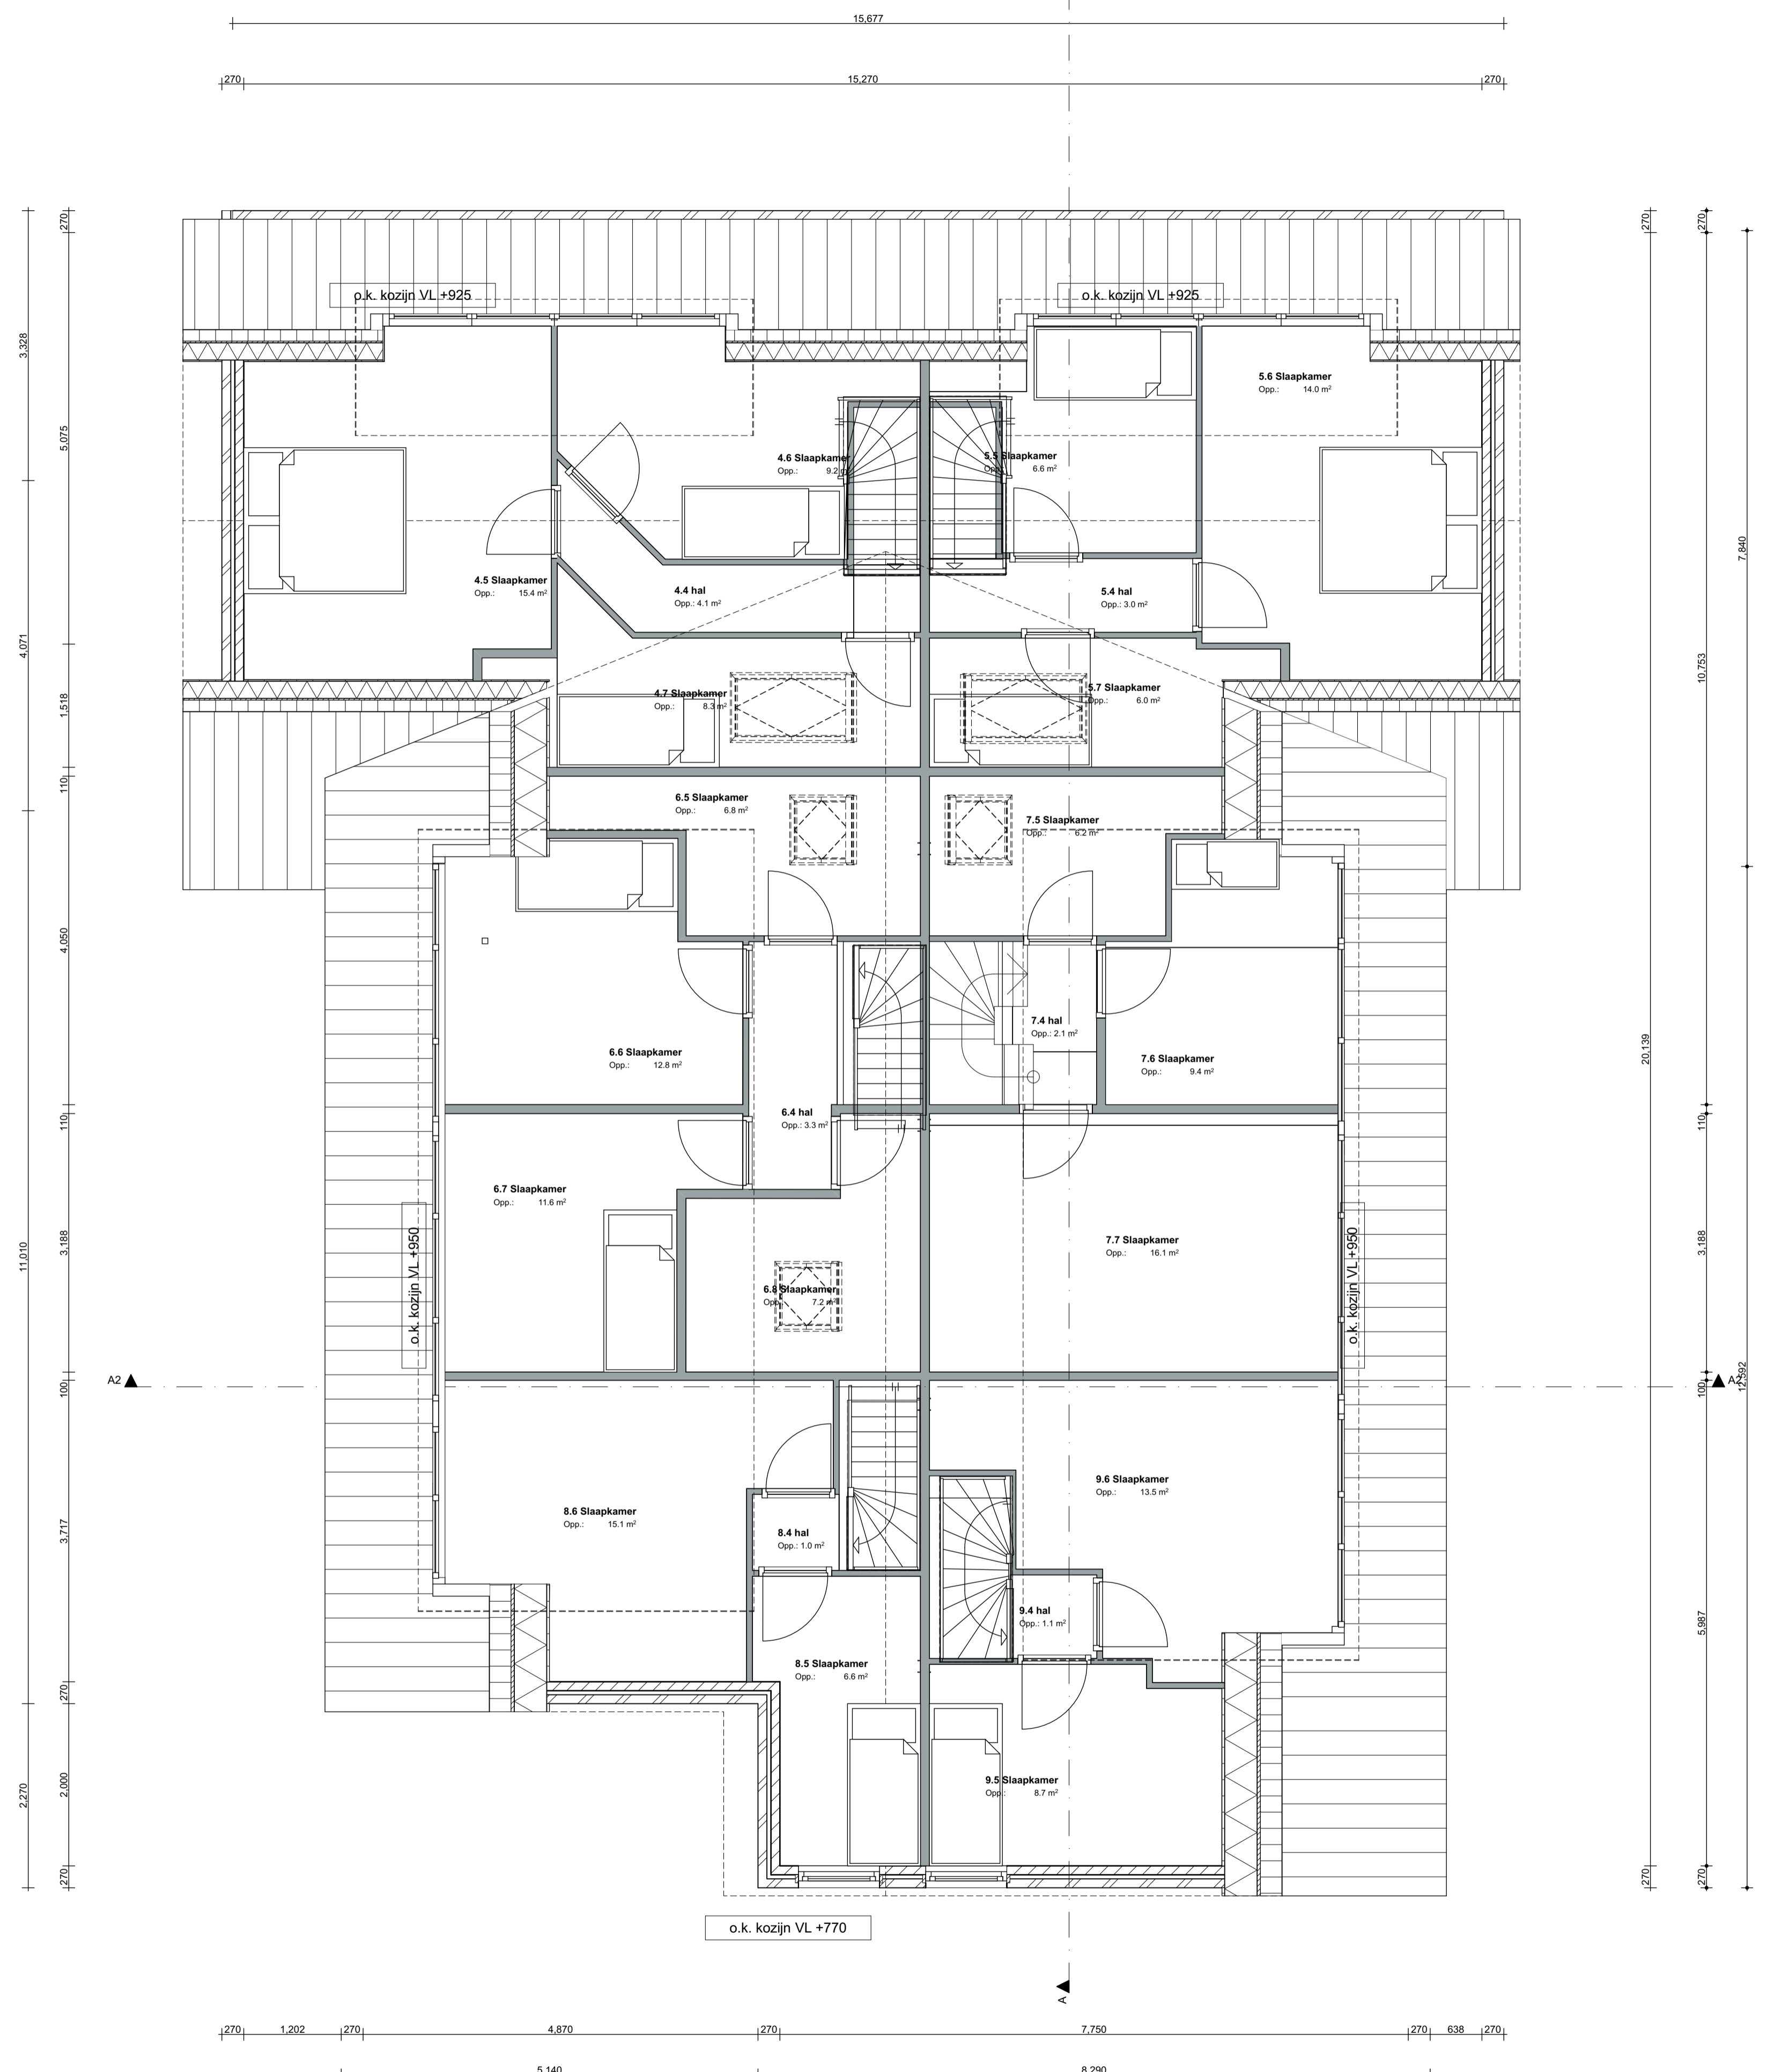 15,677
270
15,270
270
270
270
270
o.k. kozijn VL +925
o.k. kozijn VL +925
3,328
5,075
5.6 Slaapkamer
Opp.: 14.0 m²
4.6 Slaapkamer
Opp.: 9.2 m²
5.5 Slaapkamer
Opp.: 6.6 m²
7,840
4.5 Slaapkamer
Opp.: 15.4 m²
4.4 hal
Opp.: 4.1 m²
5.4 hal
Opp.: 3.0 m²
4,071
10,753
1,518
4.7 Slaapkamer
Opp.: 8.3 m²
5.7 Slaapkamer
Opp.: 6.0 m²
110
6.5 Slaapkamer
Opp.: 6.8 m²
7.5 Slaapkamer
Opp.: 6.2 m²
4,050
7.4 hal
Opp.: 2.1 m²
20,139
6.6 Slaapkamer
Opp.: 12.8 m²
7.6 Slaapkamer
Opp.: 9.4 m²
110
6.4 hal
Opp.: 3.3 m²
110
6.7 Slaapkamer
Opp.: 11.6 m²
11,010
3,188
o.k. kozijn VL +950
7.7 Slaapkamer
Opp.: 16.1 m²
o.k. kozijn VL +950
3,188
6.8 Slaapkamer
Opp.: 7.2 m²
A2
100
100
A2
12,592
9.6 Slaapkamer
Opp.: 13.5 m²
3,717
8.6 Slaapkamer
Opp.: 15.1 m²
8.4 hal
Opp.: 1.0 m²
9.4 hal
Opp.: 1.1 m²
5,987
8.5 Slaapkamer
Opp.: 6.6 m²
270
2,270
2,000
9.5 Slaapkamer
Opp.: 8.7 m²
270
270
270
o.k. kozijn VL +770
A
270
1,202
270
4,870
270
7,750
270
638
270
5,140
8,290